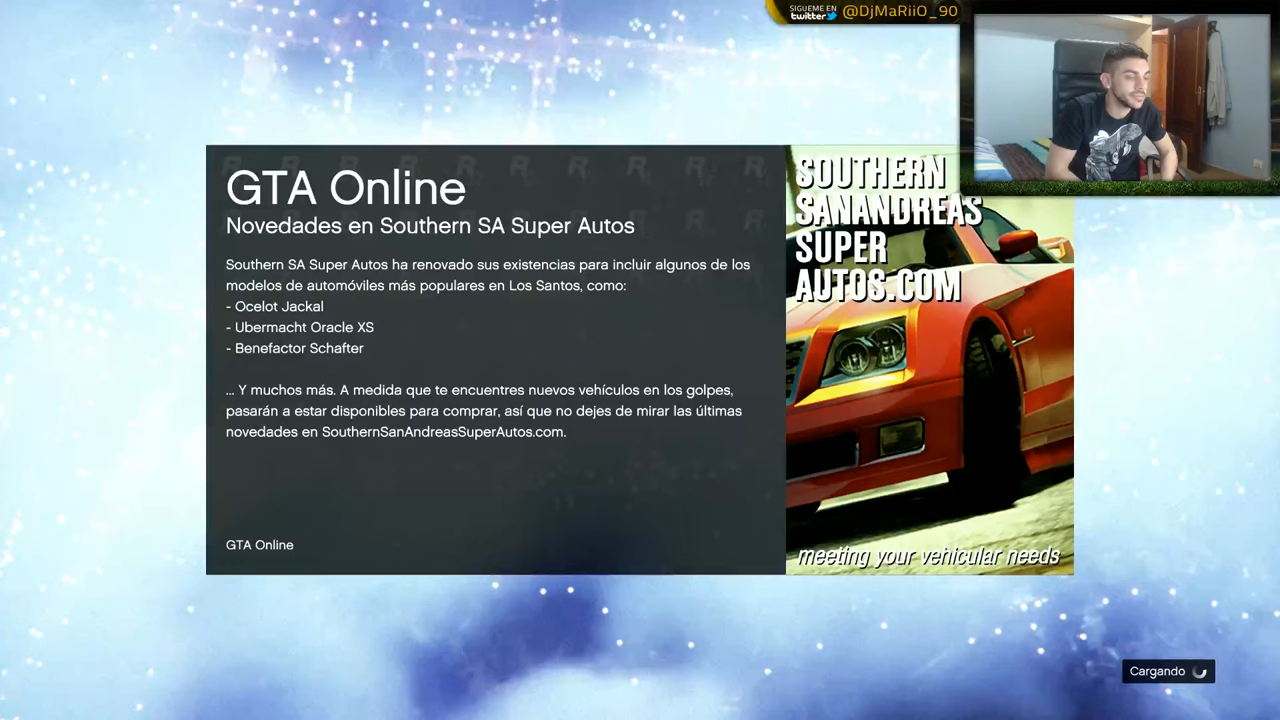 SIGUEME EN
twitter
@DjMaRiiO_90
GTA Online
Novedades en Southern SA Super Autos
Southern SA Super Autos ha renovado sus existencias para incluir algunos de los
modelos de automóviles más populares en Los Santos, como:
- Ocelot Jackal
- Ubermacht Oracle XS
- Benefactor Schafter
... Y muchos más. A medida que te encuentres nuevos vehículos en los golpes,
pasarán a estar disponibles para comprar, así que no dejes de mirar las últimas
novedades en SouthernSanAndreasSuperAutos.com.
GTA Online
SOUTHERN
SANANDREAS
SUPER
AUTOS.COM
meeting your vehicular needs
Cargando